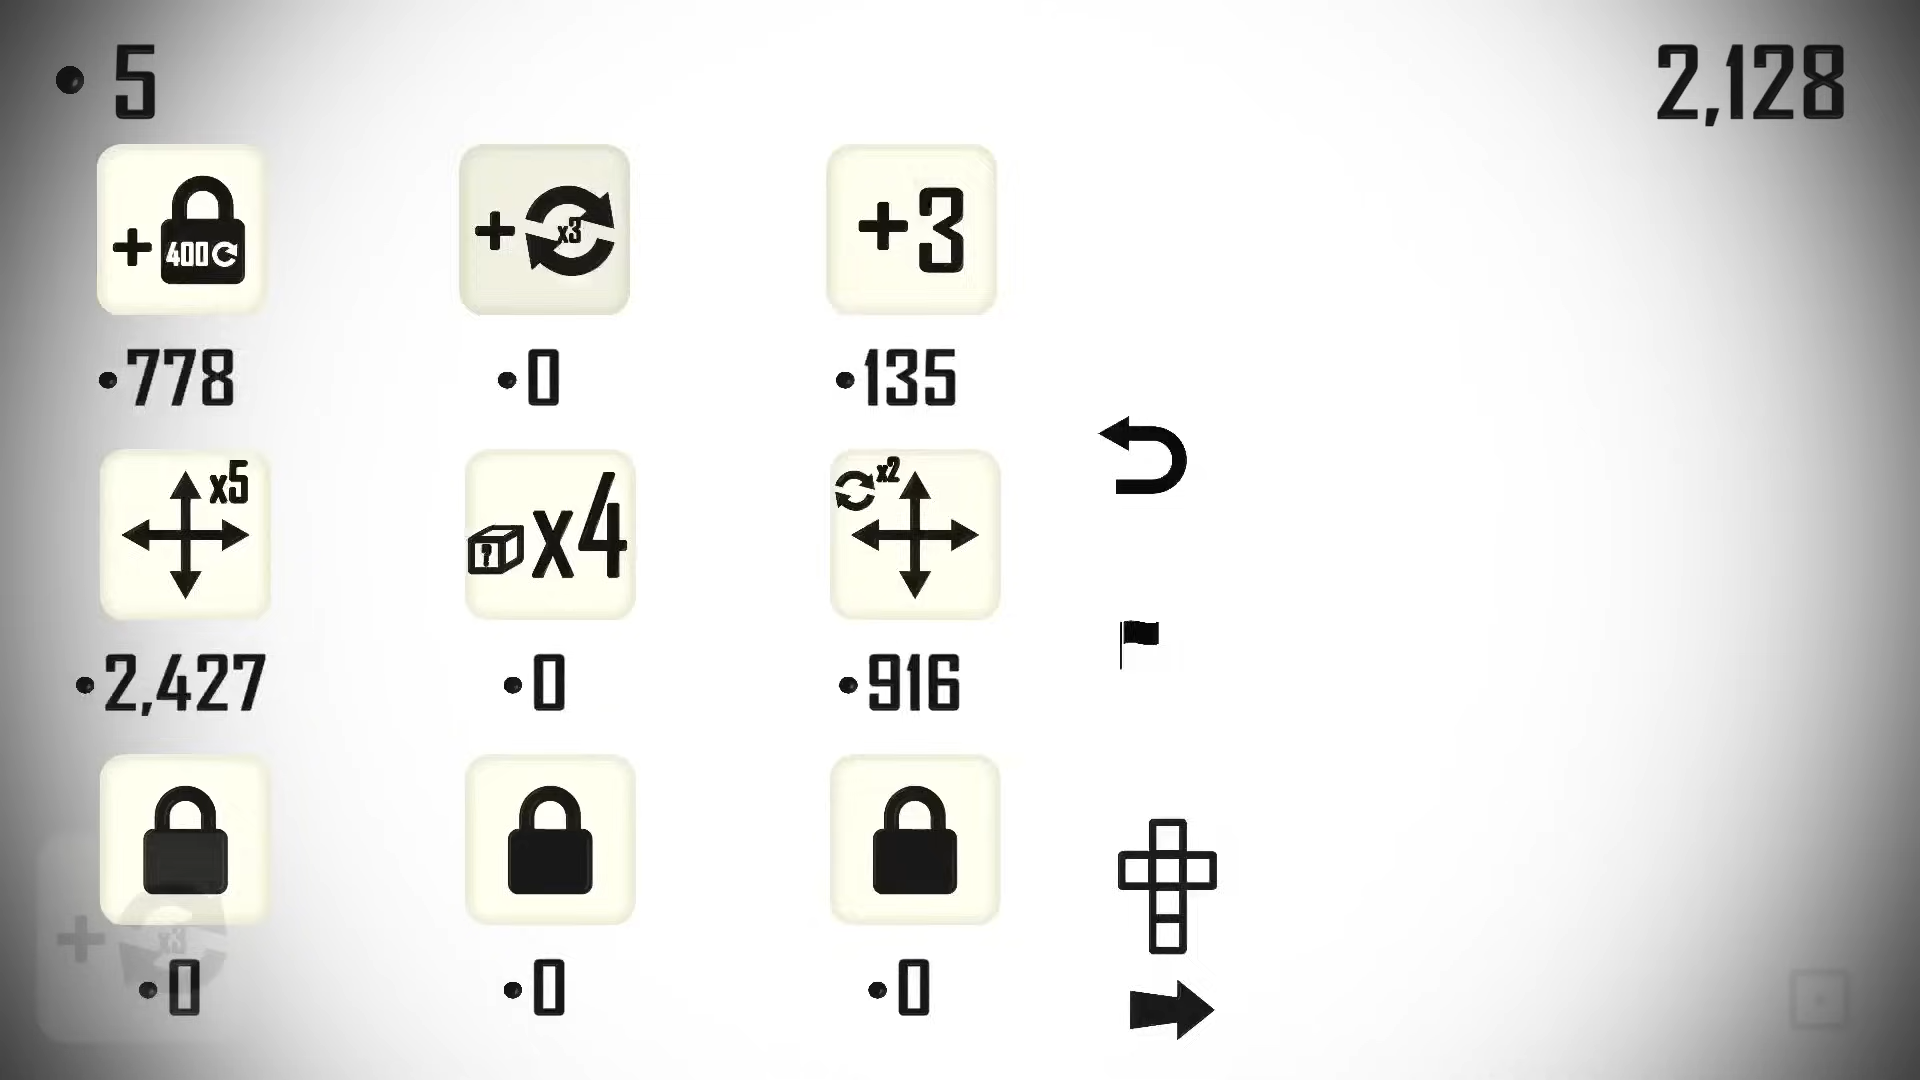 5 2,128
+ 400 + x3 +3
778 0 135
x5 ? x4 x2
2,427 0 916
+ x3
0 0 0